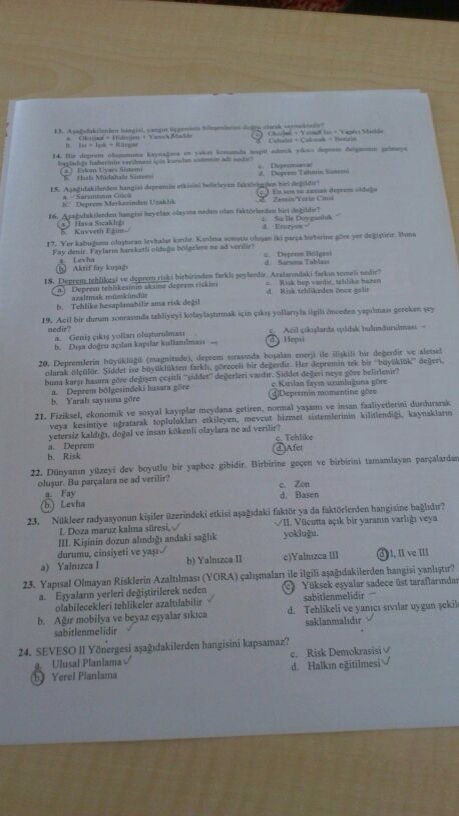 13. Aşağıdakilerden hangisi, yangın üçgeninin bileşenlerini doğru olarak vermektedir?
a. Oksijen + Hidrojen + Yanıcı Madde
c. Oksijen + Yeterli Isı + Yanıcı Madde
b. Isı + Işık + Rüzgar
d. Cehalet + Çakmak + Benzin
14. Bir deprem oluşumunu kaynağına en yakın konumda tespit ederek yıkıcı deprem dalgasının gelmeye
başladığı haberinin verilmesi için kurulan sistemin adı nedir?
a. Erken Uyarı Sistemi
c. Depremsavar
b. Hızlı Müdahale Sistemi
d. Deprem Tahmin Sistemi
15. Aşağıdakilerden hangisi depremin etkisini belirleyen faktörlerden biri değildir?
a. Sarsıntının Gücü
c. En son ne zaman deprem olduğu
b. Deprem Merkezinden Uzaklık
d. Zemin/Yerin Cinsi
16. Aşağıdakilerden hangisi heyelan olayına neden olan faktörlerden biri değildir?
a. Hava Sıcaklığı
c. Su İle Doygunluk
b. Kuvvetli Eğim
d. Erozyon
17. Yer kabuğunu oluşturan levhalar kırılır. Kırılma sonucu oluşan iki parça birbirine göre yer değiştirir. Buna
Fay denir. Fayların hareketli olduğu bölgelere ne ad verilir?
a. Levha
c. Deprem Bölgesi
b. Aktif fay kuşağı
d. Sarsma Tablası
18. Deprem tehlikesi ve deprem riski birbirinden farklı şeylerdir. Aralarındaki farkın temeli nedir?
a. Deprem tehlikesinin aksine deprem riskini
azaltmak mümkündür
c. Risk hep vardır, tehlike bazen
b. Tehlike hesaplanabilir ama risk değil
d. Risk tehlikeden önce gelir
19. Acil bir durum sonrasında tahliyeyi kolaylaştırmak için çıkış yollarıyla ilgili önceden yapılması gereken şey
nedir?
a. Geniş çıkış yolları oluşturulması
c. Acil çıkışlarda ışıldak bulundurulması
b. Dışa doğru açılan kapılar kullanılması
d. Hepsi
20. Depremlerin büyüklüğü (magnitude), deprem sırasında boşalan enerji ile ilişkili bir değerdir ve aletsel
olarak ölçülür. Şiddet ise büyüklükten farklı, göreceli bir değerdir. Her depremin tek bir "büyüklük" değeri,
buna karşı hasara göre değişen çeşitli "şiddet" değerleri vardır. Şiddet değeri neye göre belirlenir?
a. Deprem bölgesindeki hasara göre
c. Kırılan fayın uzunluğuna göre
b. Yaralı sayısına göre
d. Depremin momentine göre
21. Fiziksel, ekonomik ve sosyal kayıplar meydana getiren, normal yaşamı ve insan faaliyetlerini durdurarak
veya kesintiye uğratarak toplulukları etkileyen, mevcut hizmet sistemlerinin kilitlendiği, kaynakların
yetersiz kaldığı, doğal ve insan kökenli olaylara ne ad verilir?
a. Deprem
c. Tehlike
b. Risk
d. Afet
22. Dünyanın yüzeyi dev boyutlu bir yapboz gibidir. Birbirine geçen ve birbirini tamamlayan parçalardan
oluşur. Bu parçalara ne ad verilir?
a. Fay
c. Zon
b. Levha
d. Basen
23. Nükleer radyasyonun kişiler üzerindeki etkisi aşağıdaki faktör ya da faktörlerden hangisine bağlıdır?
I. Doza maruz kalma süresi,
II. Vücutta açık bir yaranın varlığı veya
yokluğu.
III. Kişinin dozun alındığı andaki sağlık
durumu, cinsiyeti ve yaşı
a) Yalnızca I
b) Yalnızca II
c) Yalnızca III
d) I, II ve III
23. Yapısal Olmayan Risklerin Azaltılması (YORA) çalışmaları ile ilgili aşağıdakilerden hangisi yanlıştır?
a. Eşyaların yerleri değiştirilerek neden
olabilecekleri tehlikeler azaltılabilir
c. Yüksek eşyalar sadece üst taraflarından
sabitlenmelidir
b. Ağır mobilya ve beyaz eşyalar sıkıca
sabitlenmelidir
d. Tehlikeli ve yanıcı sıvılar uygun
saklanmalıdır
24. SEVESO II Yönergesi aşağıdakilerden hangisini kapsamaz?
a. Ulusal Planlama
c. Risk Demokrasisi
b. Yerel Planlama
d. Halkın eğitilmesi